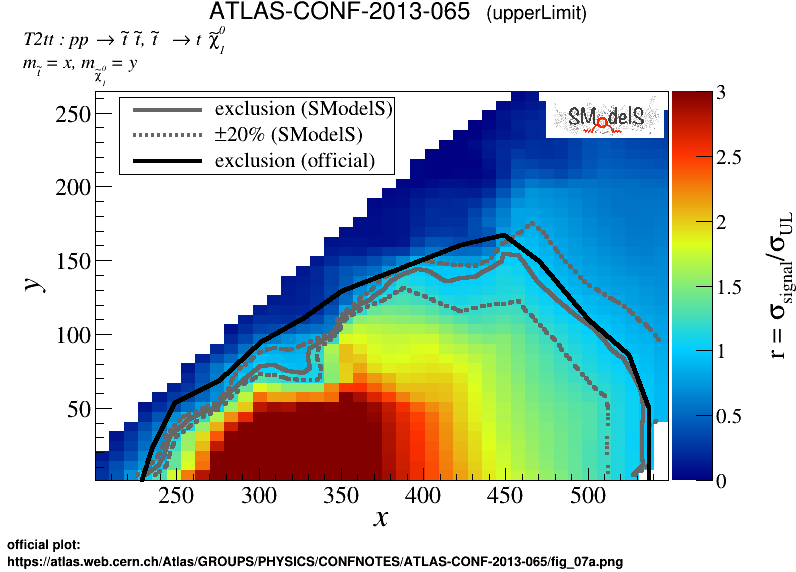 ATLAS-CONF-2013-065 (upperLimit)
T2tt : pp → t̃ t̃, t̃ → t χ̃⁰₁
m_t̃ = x, m_χ̃⁰₁ = y
exclusion (SModelS)
±20% (SModelS)
exclusion (official)
SModelS
250
200
150
100
50
y
250 300 350 400 450 500
x
3
2.5
2
1.5
1
0.5
0
r = σ_signal/σ_UL
official plot:
https://atlas.web.cern.ch/Atlas/GROUPS/PHYSICS/CONFNOTES/ATLAS-CONF-2013-065/fig_07a.png